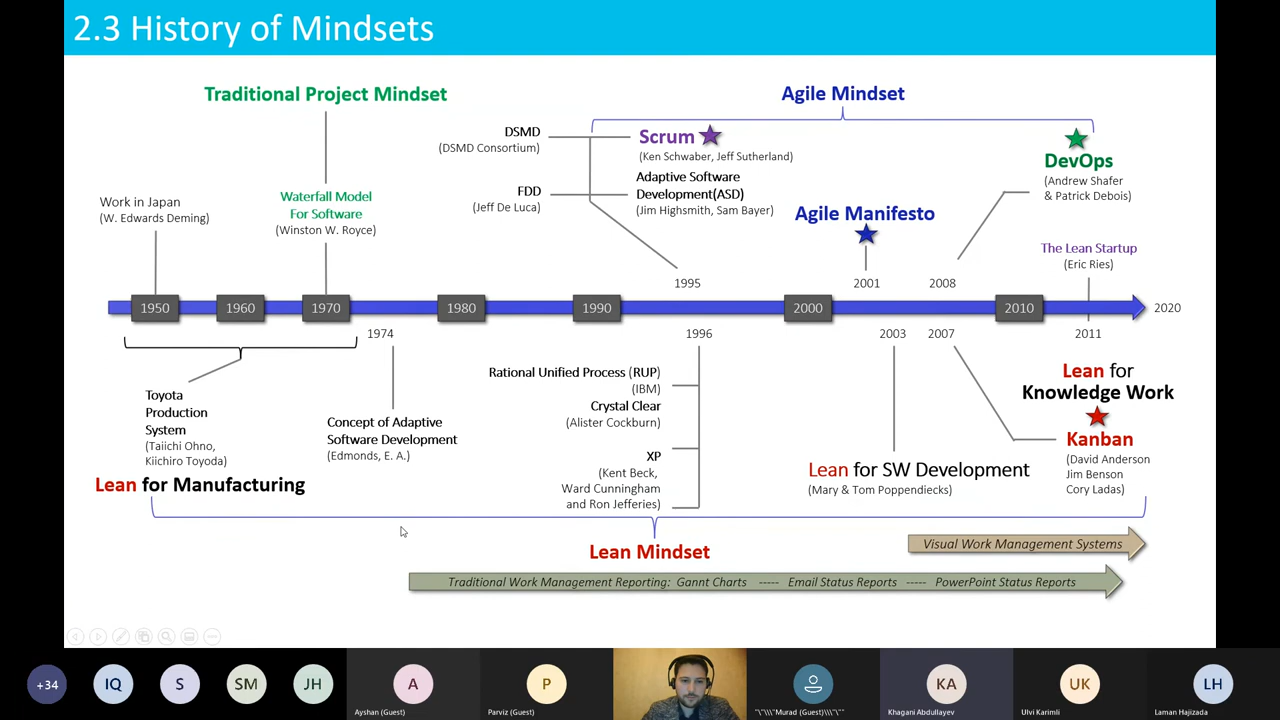 2.3 History of Mindsets
Traditional Project Mindset
Agile Mindset
DSMD
(DSMD Consortium)
Scrum
(Ken Schwaber, Jeff Sutherland)
DevOps
(Andrew Shafer
& Patrick Debois)
FDD
(Jeff De Luca)
Adaptive Software
Development(ASD)
(Jim Highsmith, Sam Bayer)
Work in Japan
(W. Edwards Deming)
Waterfall Model
For Software
(Winston W. Royce)
Agile Manifesto
The Lean Startup
(Eric Ries)
1995
2001
2008
1950
1960
1970
1980
1990
2000
2010
2020
1974
1996
2003
2007
2011
Toyota
Production
System
(Taiichi Ohno,
Kiichiro Toyoda)
Lean for Manufacturing
Concept of Adaptive
Software Development
(Edmonds, E. A.)
Rational Unified Process (RUP)
(IBM)
Crystal Clear
(Alister Cockburn)
XP
(Kent Beck,
Ward Cunningham
and Ron Jefferies)
Lean for SW Development
(Mary & Tom Poppendiecks)
Lean for
Knowledge Work
Kanban
(David Anderson
Jim Benson
Cory Ladas)
Lean Mindset
Visual Work Management Systems
Traditional Work Management Reporting: Gannt Charts ----- Email Status Reports ----- PowerPoint Status Reports
+34
IQ
S
SM
JH
A
Ayshan (Guest)
P
Parviz (Guest)
"\"\\\"Murad (Guest)\\\"\""
KA
Khagani Abdullayev
UK
Ulvi Karimli
LH
Laman Hajizada